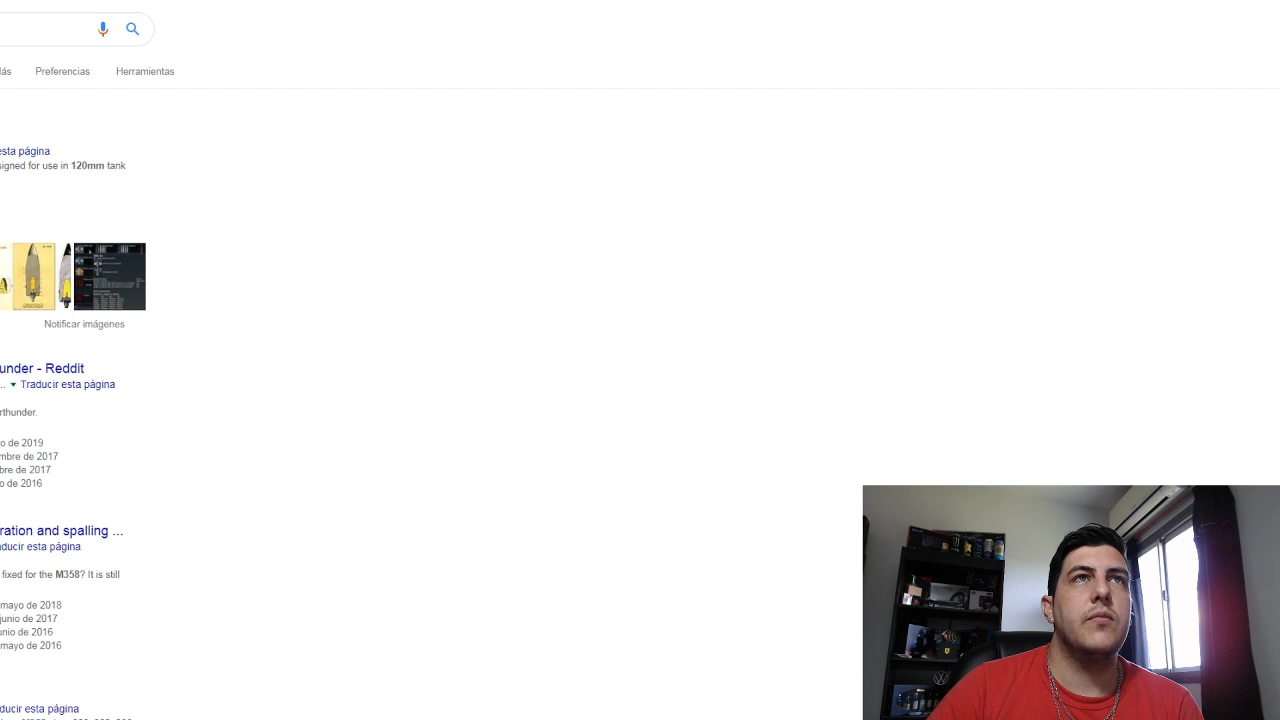 Preferencias Herramientas
esta página
signed for use in 120mm tank
Notificar imágenes
under - Reddit
... Traducir esta página
rthunder.
o de 2019
mbre de 2017
bre de 2017
o de 2016
ration and spalling ...
aducir esta página
fixed for the M358? It is still
mayo de 2018
junio de 2017
unio de 2016
mayo de 2016
ducir esta página